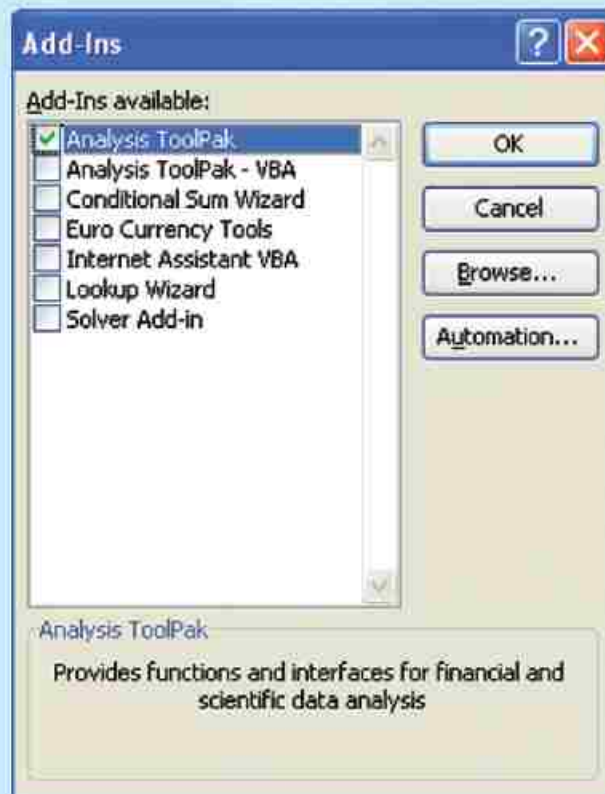 Add-Ins
Add-Ins available:
Analysis ToolPak
Analysis ToolPak - VBA
Conditional Sum Wizard
Euro Currency Tools
Internet Assistant VBA
Lookup Wizard
Solver Add-in
OK
Cancel
Browse...
Automation...
Analysis ToolPak
Provides functions and interfaces for financial and
scientific data analysis